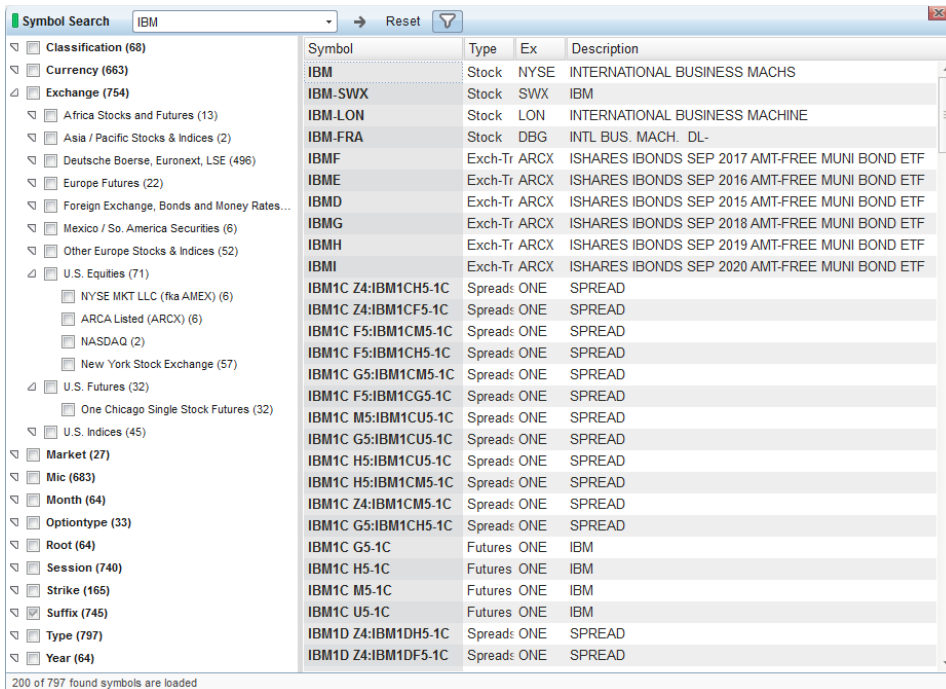 Symbol Search IBM Reset
Classification (68)
Currency (663)
Exchange (754)
Africa Stocks and Futures (13)
Asia / Pacific Stocks & Indices (2)
Deutsche Boerse, Euronext, LSE (496)
Europe Futures (22)
Foreign Exchange, Bonds and Money Rates...
Mexico / So. America Securities (6)
Other Europe Stocks & Indices (52)
U.S. Equities (71)
NYSE MKT LLC (fka AMEX) (6)
ARCA Listed (ARCX) (6)
NASDAQ (2)
New York Stock Exchange (57)
U.S. Futures (32)
One Chicago Single Stock Futures (32)
U.S. Indices (45)
Market (27)
Mic (683)
Month (64)
Optiontype (33)
Root (64)
Session (740)
Strike (165)
Suffix (745)
Type (797)
Year (64)
Symbol Type Ex Description
IBM Stock NYSE INTERNATIONAL BUSINESS MACHS
IBM-SWX Stock SWX IBM
IBM-LON Stock LON INTERNATIONAL BUSINESS MACHINE
IBM-FRA Stock DBG INTL BUS. MACH. DL-
IBMF Exch-Tr ARCX ISHARES IBONDS SEP 2017 AMT-FREE MUNI BOND ETF
IBME Exch-Tr ARCX ISHARES IBONDS SEP 2016 AMT-FREE MUNI BOND ETF
IBMD Exch-Tr ARCX ISHARES IBONDS SEP 2015 AMT-FREE MUNI BOND ETF
IBMG Exch-Tr ARCX ISHARES IBONDS SEP 2018 AMT-FREE MUNI BOND ETF
IBMH Exch-Tr ARCX ISHARES IBONDS SEP 2019 AMT-FREE MUNI BOND ETF
IBMI Exch-Tr ARCX ISHARES IBONDS SEP 2020 AMT-FREE MUNI BOND ETF
IBM1C Z4:IBM1CH5-1C Spreads ONE SPREAD
IBM1C Z4:IBM1CF5-1C Spreads ONE SPREAD
IBM1C F5:IBM1CM5-1C Spreads ONE SPREAD
IBM1C F5:IBM1CH5-1C Spreads ONE SPREAD
IBM1C G5:IBM1CM5-1C Spreads ONE SPREAD
IBM1C F5:IBM1CG5-1C Spreads ONE SPREAD
IBM1C M5:IBM1CU5-1C Spreads ONE SPREAD
IBM1C G5:IBM1CU5-1C Spreads ONE SPREAD
IBM1C H5:IBM1CU5-1C Spreads ONE SPREAD
IBM1C H5:IBM1CM5-1C Spreads ONE SPREAD
IBM1C Z4:IBM1CM5-1C Spreads ONE SPREAD
IBM1C G5:IBM1CH5-1C Spreads ONE SPREAD
IBM1C G5-1C Futures ONE IBM
IBM1C H5-1C Futures ONE IBM
IBM1C M5-1C Futures ONE IBM
IBM1C U5-1C Futures ONE IBM
IBM1D Z4:IBM1DH5-1C Spreads ONE SPREAD
IBM1D Z4:IBM1DF5-1C Spreads ONE SPREAD
200 of 797 found symbols are loaded